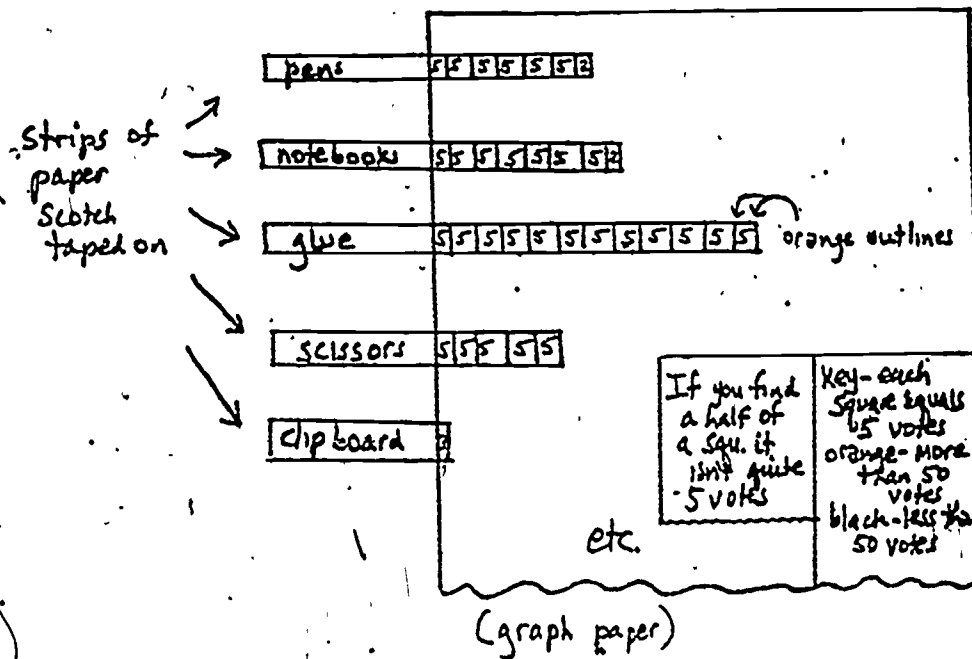 pens 5 5 5 5 5 5 2
Strips of
paper
Scotch
taped on
notebooks 5 5 5 5 5 5 5 2
glue 5 5 5 5 5 5 5 5 5 5 5
orange outlines
scissors 5 5 5 5 5
clipboard
If you find
a half of
a squ. it
isn't quite
5 votes
Key-each
square equals
5 votes
orange-more
than 50
votes
black-less tha
50 votes
etc.
(graph paper)